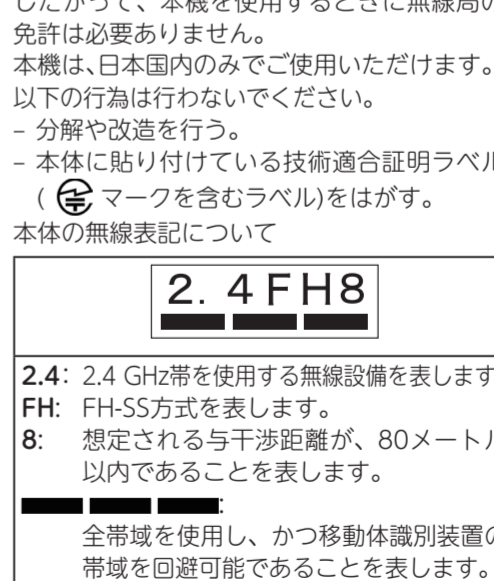 したがって、本機を使用するときに無線局の
免許は必要ありません。
本機は、日本国内のみでご使用いただけます。
以下の行為は行わないでください。
– 分解や改造を行う。
– 本体に貼り付けている技術適合証明ラベル
( マークを含むラベル)をはがす。
本体の無線表記について
2. 4FH8
2.4: 2.4 GHz帯を使用する無線設備を表します
FH: FH-SS方式を表します。
8: 想定される与干渉距離が、80メートル
以内であることを表します。
:
全帯域を使用し、かつ移動体識別装置の
帯域を回避可能であることを表します。